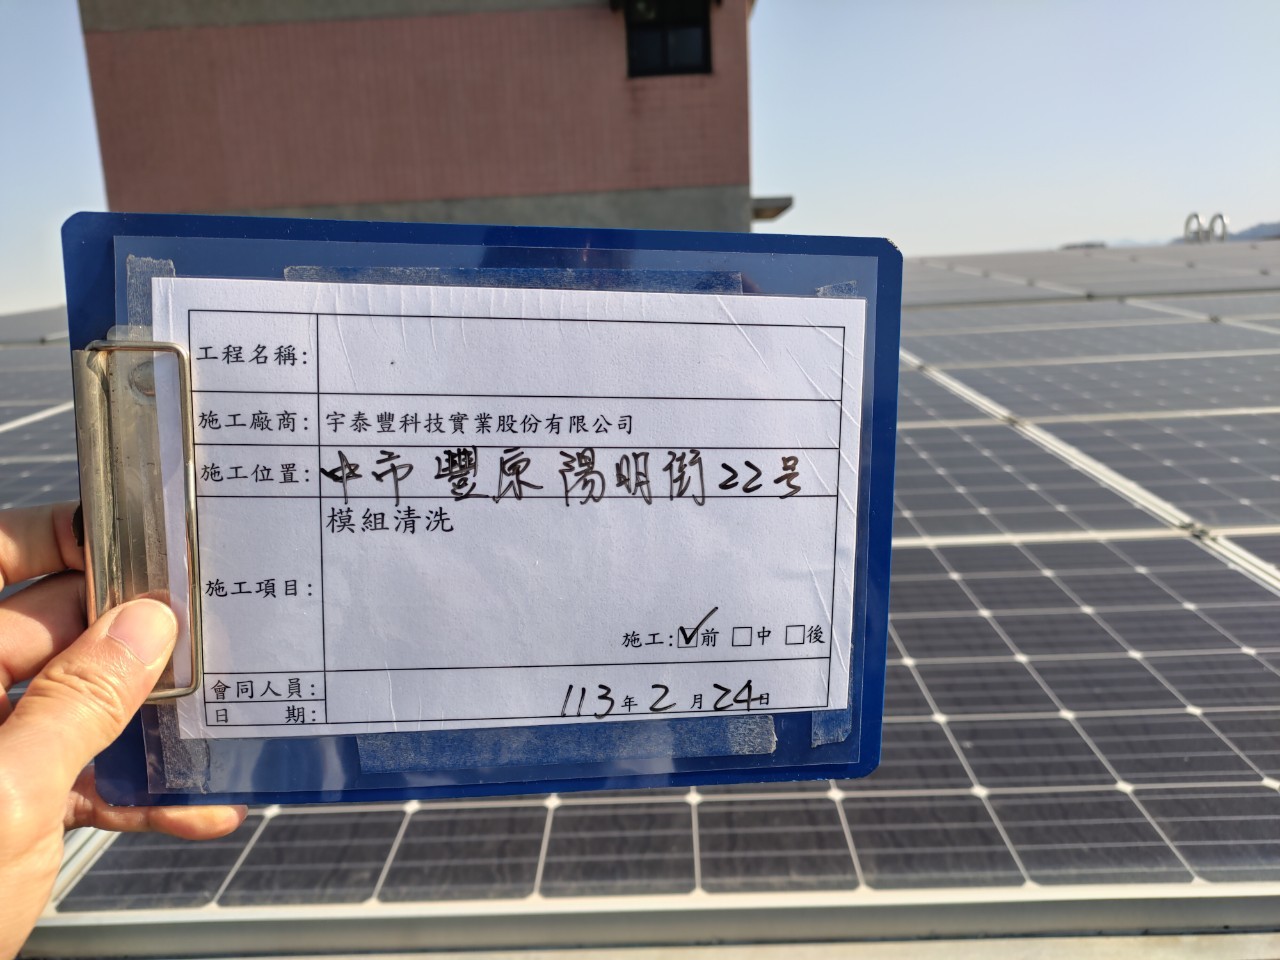 工程名稱:
施工廠商: 宇泰豐科技實業股份有限公司
施工位置: 中市豐原陽明街22号
施工項目: 模組清洗
施工:☑前 ☐中 ☐後
會同人員:
日期: 113年2月24日